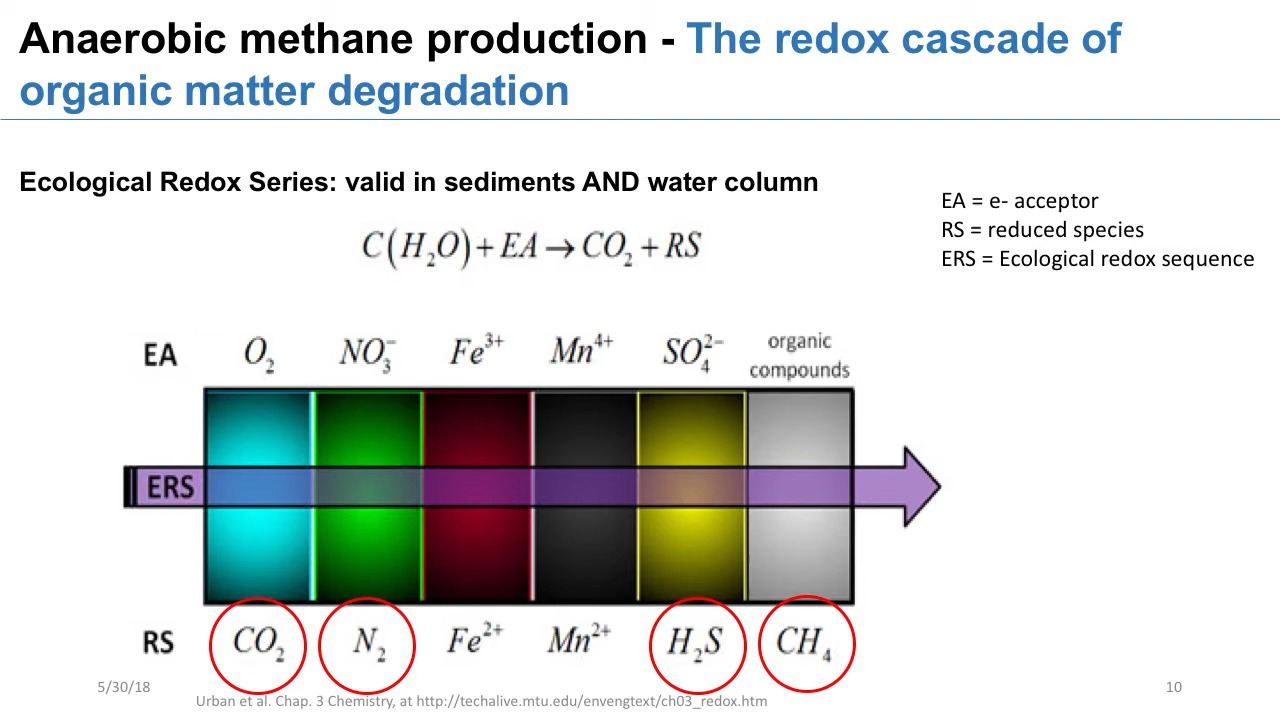 Anaerobic methane production - The redox cascade of
organic matter degradation
Ecological Redox Series: valid in sediments AND water column
EA = e- acceptor
RS = reduced species
ERS = Ecological redox sequence
C(H₂O) + EA → CO₂ + RS
EA O₂ NO₃⁻ Fe³⁺ Mn⁴⁺ SO₄²⁻ organic compounds
ERS
RS CO₂ N₂ Fe²⁺ Mn²⁺ H₂S CH₄
5/30/18
Urban et al. Chap. 3 Chemistry, at http://techalive.mtu.edu/envengtext/ch03_redox.htm
10